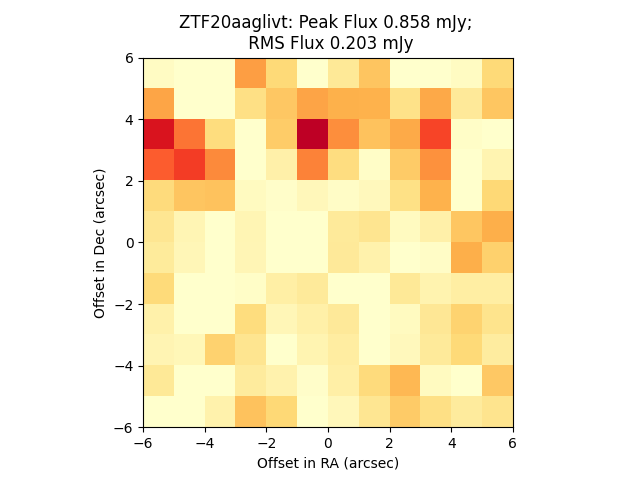 ZTF20aaglivt: Peak Flux 0.858 mJy;
RMS Flux 0.203 mJy
6
4
2
0
−2
−4
−6
Offset in Dec (arcsec)
−6 −4 −2 0 2 4 6
Offset in RA (arcsec)